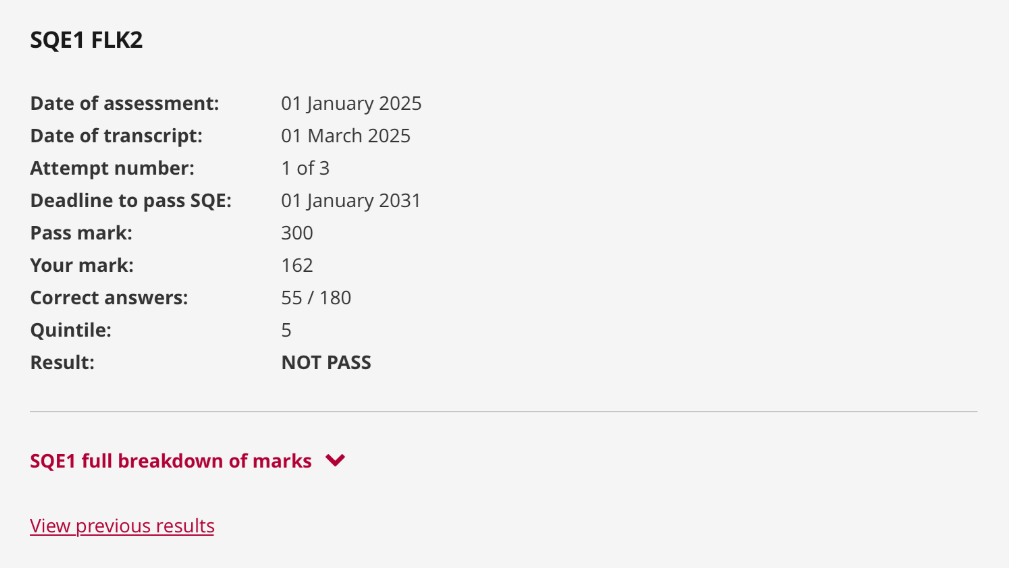 SQE1 FLK2
Date of assessment: 01 January 2025
Date of transcript: 01 March 2025
Attempt number: 1 of 3
Deadline to pass SQE: 01 January 2031
Pass mark: 300
Your mark: 162
Correct answers: 55 / 180
Quintile: 5
Result: NOT PASS
SQE1 full breakdown of marks
View previous results